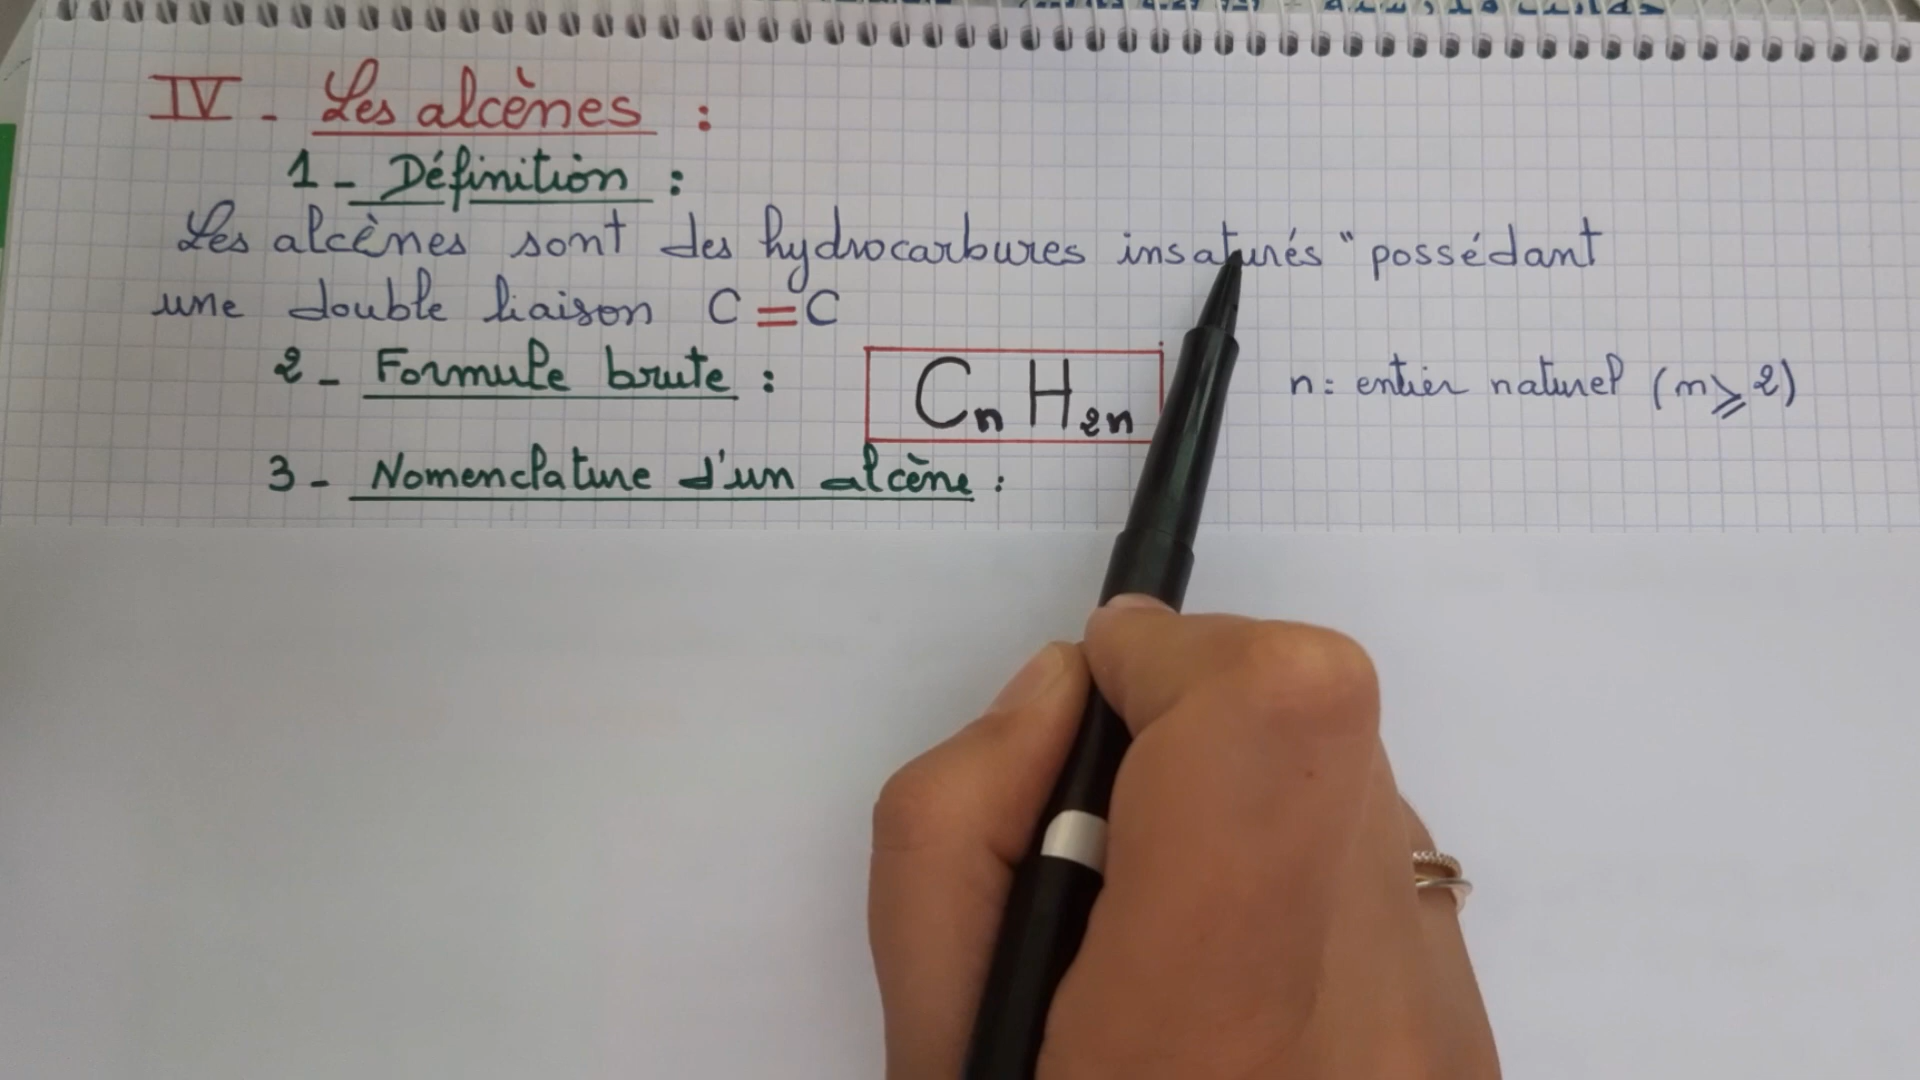 IV - Les alcènes :
1 - Définition :
Les alcènes sont des hydrocarbures insaturés " possédant
une double liaison C = C
2 - Formule brute : CnH2n n = entier naturel (n ⩾ 2)
3 - Nomenclature d'un alcène :